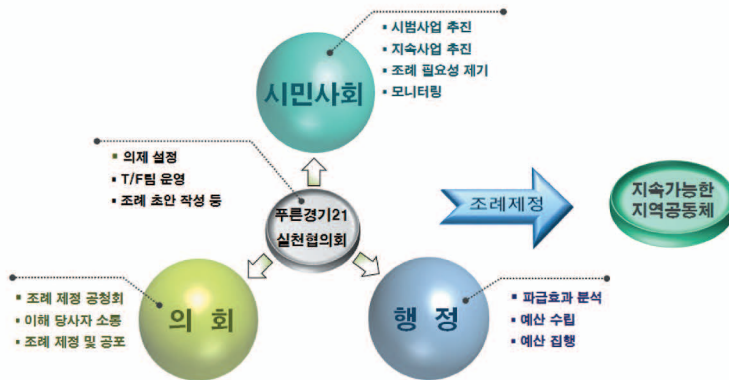 ▪ 시범사업 추진
▪ 지속사업 추진
▪ 조례 필요성 제기
▪ 모니터링
시민사회
▪ 의제 설정
▪ T/F팀 운영
▪ 조례 초안 작성 등
푸른경기21
실천협의회
조례제정
지속가능한
지역공동체
▪ 조례 제정 공청회
▪ 이해 당사자 소통
▪ 조례 제정 및 공포
의 회
행 정
▪ 파급효과 분석
▪ 예산 수립
▪ 예산 집행